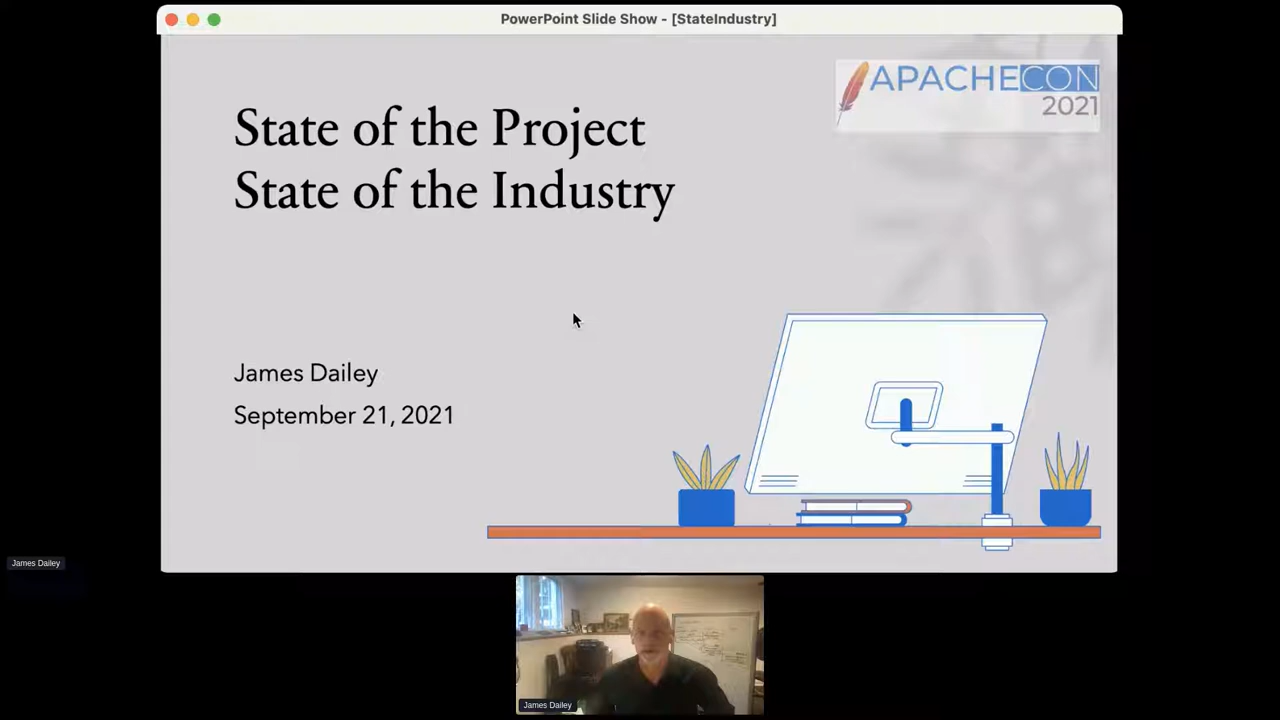 PowerPoint Slide Show - [StateIndustry]
APACHECON
2021
State of the Project
State of the Industry
James Dailey
September 21, 2021
James Dailey
James Dailey